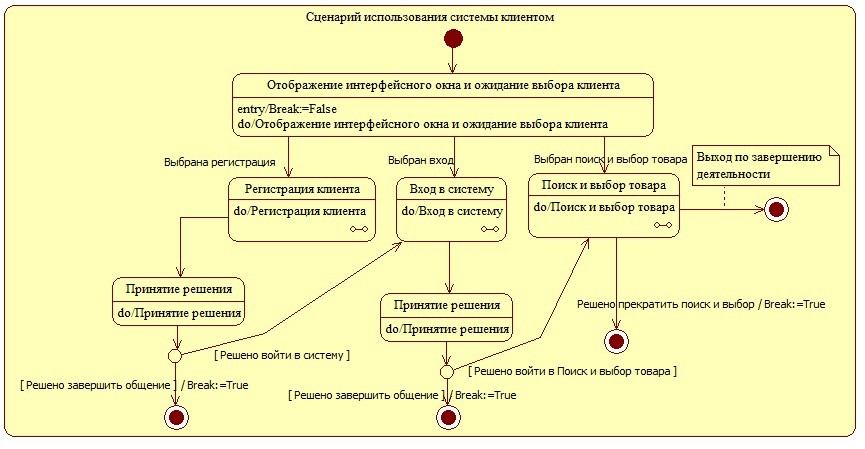 Сценарий использования системы клиентом
Отображение интерфейсного окна и ожидание выбора клиента
entry/Break:=False
do/Отображение интерфейсного окна и ожидание выбора клиента
Выбрана регистрация
Выбран вход
Выбран поиск и выбор товара
Выход по завершению
деятельности
Регистрация клиента
do/Регистрация клиента
Вход в систему
do/Вход в систему
Поиск и выбор товара
do/Поиск и выбор товара
Принятие решения
do/Принятие решения
Принятие решения
do/Принятие решения
Решено прекратить поиск и выбор / Break:=True
[ Решено войти в систему ]
[ Решено войти в Поиск и выбор товара ]
[ Решено завершить общение ] / Break:=True
[ Решено завершить общение ] / Break:=True